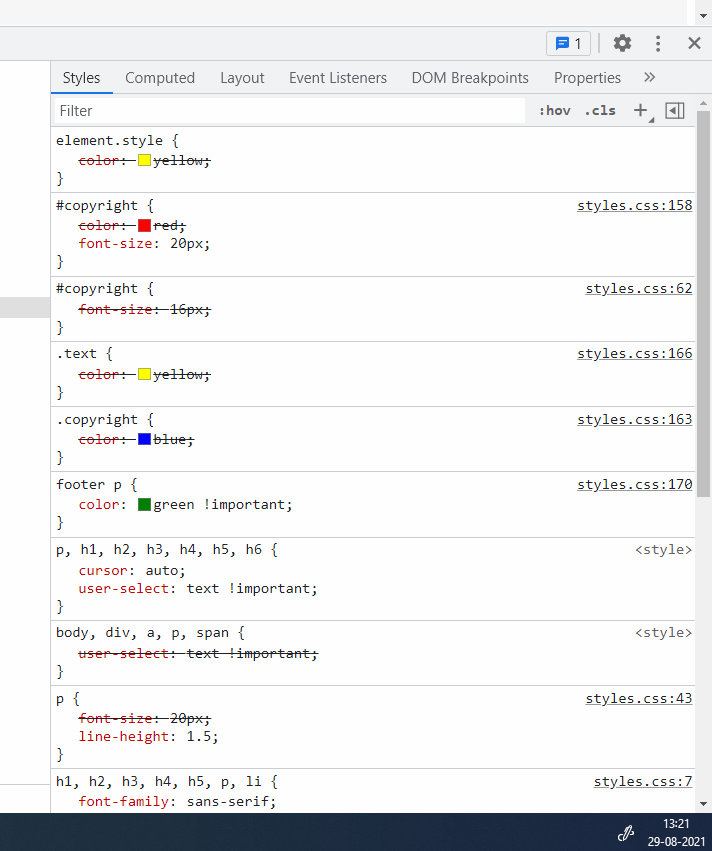 1
Styles Computed Layout Event Listeners DOM Breakpoints Properties »
Filter :hov .cls +
element.style {
color: yellow;
}
#copyright { styles.css:158
color: red;
font-size: 20px;
}
#copyright { styles.css:62
font-size: 16px;
}
.text { styles.css:166
color: yellow;
}
.copyright { styles.css:163
color: blue;
}
footer p { styles.css:170
color: green !important;
}
p, h1, h2, h3, h4, h5, h6 { <style>
cursor: auto;
user-select: text !important;
}
body, div, a, p, span { <style>
user-select: text !important;
}
p { styles.css:43
font-size: 20px;
line-height: 1.5;
}
h1, h2, h3, h4, h5, p, li { styles.css:7
font-family: sans-serif;
13:21
29-08-2021